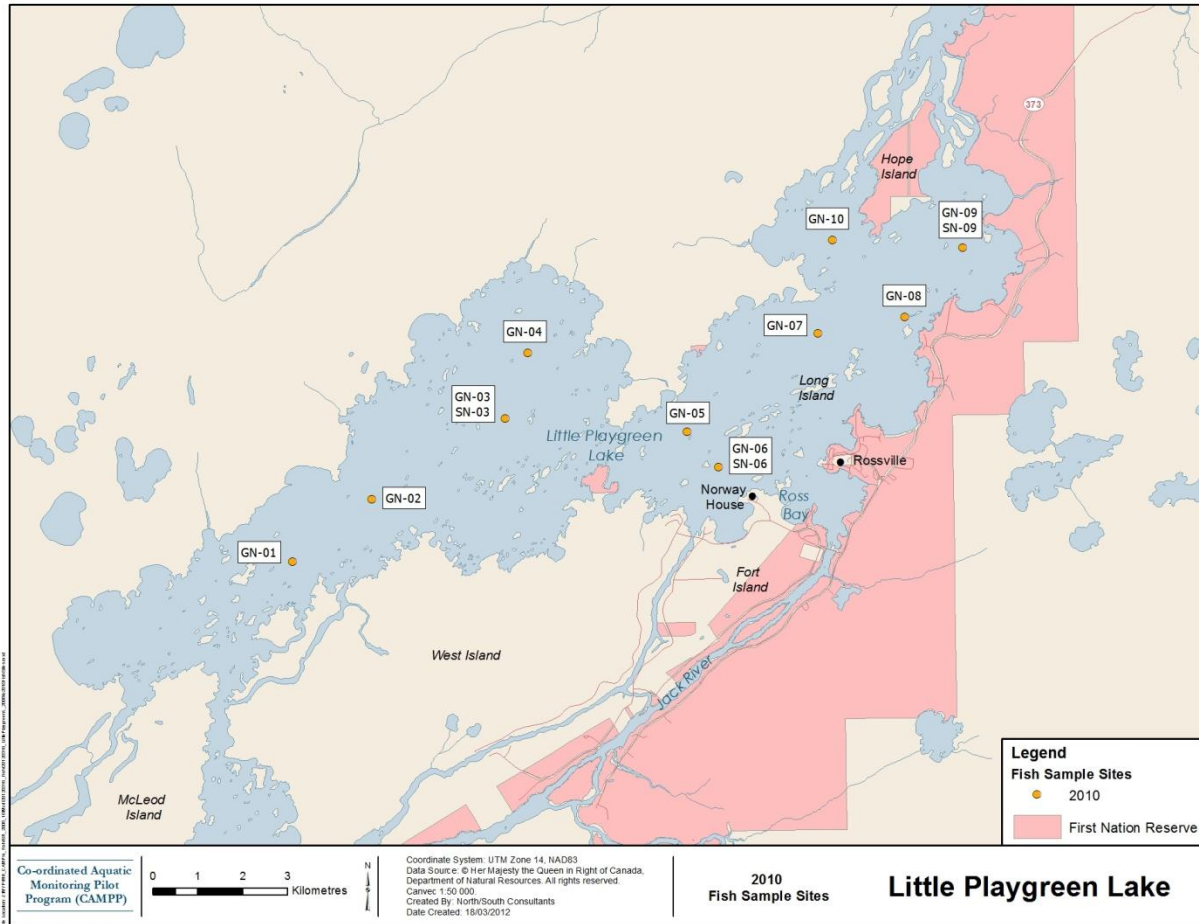 373
Hope
Island
GN-09
SN-09
GN-10
GN-08
GN-07
GN-04
Long
Island
GN-03
SN-03
GN-05
Little Playgreen
Lake
GN-06
SN-06
Rossville
Norway
House
Ross
Bay
GN-02
GN-01
Fort
Island
West Island
Jack River
McLeod
Island
Legend
Fish Sample Sites
2010
First Nation Reserve
Co-ordinated Aquatic
Monitoring Pilot
Program (CAMPP)
0 1 2 3
Kilometres
N
Coordinate System: UTM Zone 14, NAD83
Data Source: © Her Majesty the Queen in Right of Canada,
Department of Natural Resources. All rights reserved.
Canvec 1:50 000.
Created By: North/South Consultants
Date Created: 18/03/2012
2010
Fish Sample Sites
Little Playgreen Lake